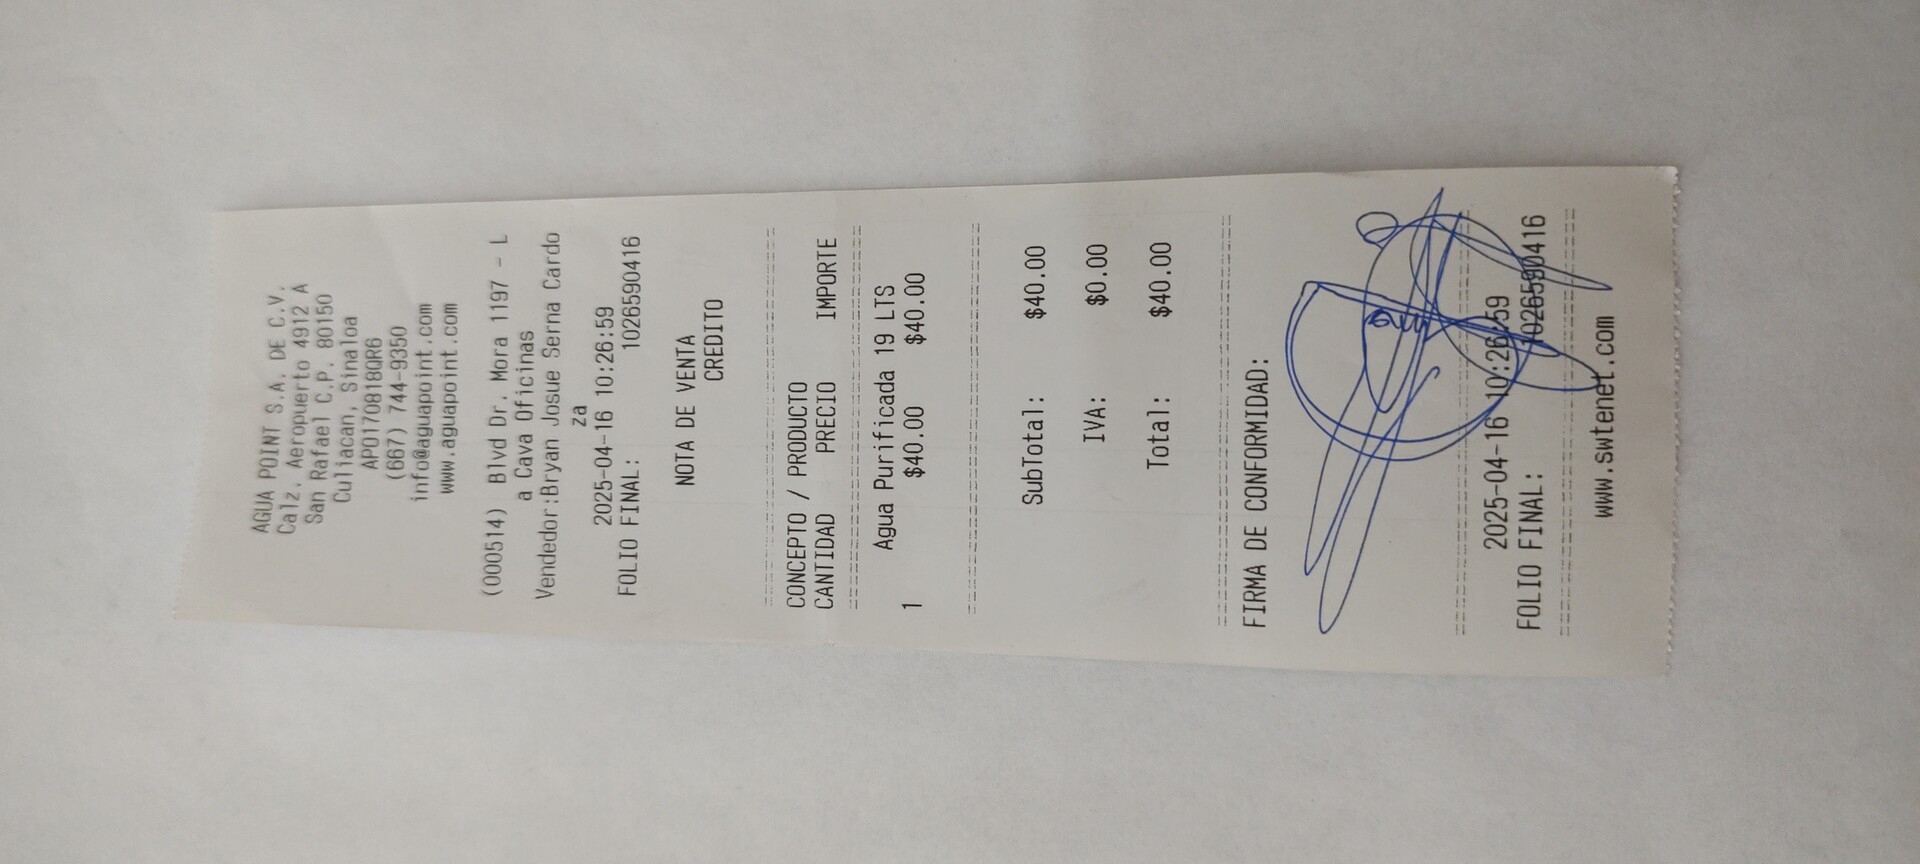 AGUA POINT S.A. DE C.V.
Calz. Aeropuerto 4912 A
San Rafael C.P. 80150
Culiacan, Sinaloa
APO170818QR6
(667) 744-9350
info@aguapoint.com
www.aguapoint.com
(000514) Blvd Dr. Mora 1197 - L
a Cava Oficinas
Vendedor:Bryan Josue Serna Cardo
za
2025-04-16 10:26:59
FOLIO FINAL: 1026590416
NOTA DE VENTA
CREDITO
CONCEPTO / PRODUCTO
CANTIDAD PRECIO IMPORTE
Agua Purificada 19 LTS
1 $40.00 $40.00
SubTotal: $40.00
IVA: $0.00
Total: $40.00
FIRMA DE CONFORMIDAD:
2025-04-16 10:26:59
FOLIO FINAL: 1026590416
www.swtenet.com